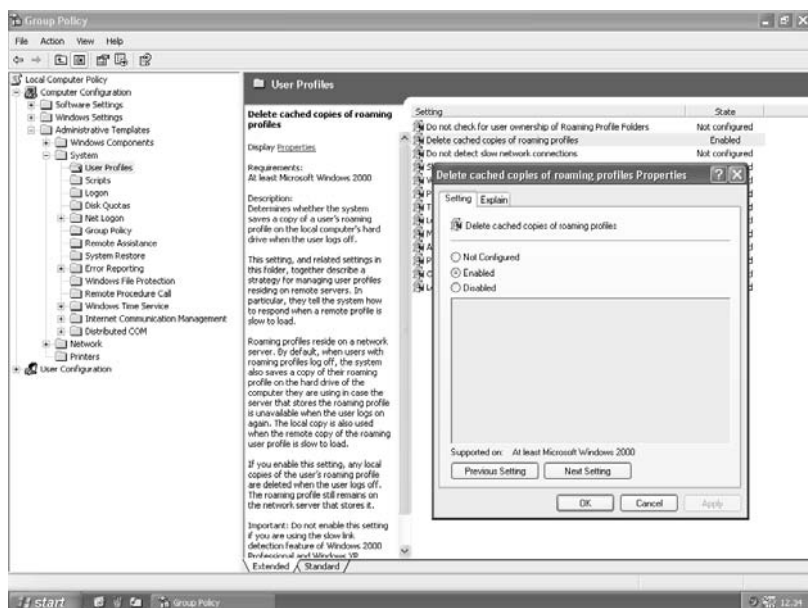 Group Policy
File Action View Help
Local Computer Policy
Computer Configuration
Software Settings
Windows Settings
Administrative Templates
Windows Components
System
User Profiles
Scripts
Logon
Disk Quotas
Net Logon
Group Policy
Remote Assistance
System Restore
Error Reporting
Windows File Protection
Remote Procedure Call
Windows Time Service
Internet Communication Management
Distributed COM
Network
Printers
User Configuration
User Profiles
Delete cached copies of roaming
profiles
Display Properties
Requirements:
At least Microsoft Windows 2000
Description:
Determines whether the system
saves a copy of a user's roaming
profile on the local computer's hard
drive when the user logs off.
This setting, and related settings in
this folder, together describe a
strategy for managing user profiles
residing on remote servers. In
particular, they tell the system how
to respond when a remote profile is
slow to load.
Roaming profiles reside on a network
server. By default, when users with
roaming profiles log off, the system
also saves a copy of their roaming
profile on the hard drive of the
computer they are using in case the
server that stores the roaming profile
is unavailable when the user logs on
again. The local copy is also used
when the remote copy of the roaming
user profile is slow to load.
If you enable this setting, any local
copies of the user's roaming profile
are deleted when the user logs off.
The roaming profile still remains on
the network server that stores it.
Important: Do not enable this setting
if you are using the slow link
detection feature of Windows 2000
Professional and Windows XP
Extended Standard
Setting State
Do not check for user ownership of Roaming Profile Folders Not configured
Delete cached copies of roaming profiles Enabled
Do not detect slow network connections Not configured
Delete cached copies of roaming profiles Properties
Setting Explain
Delete cached copies of roaming profiles
Not Configured
Enabled
Disabled
Supported on: At least Microsoft Windows 2000
Previous Setting Next Setting
OK Cancel Apply
start Group Policy 12.34